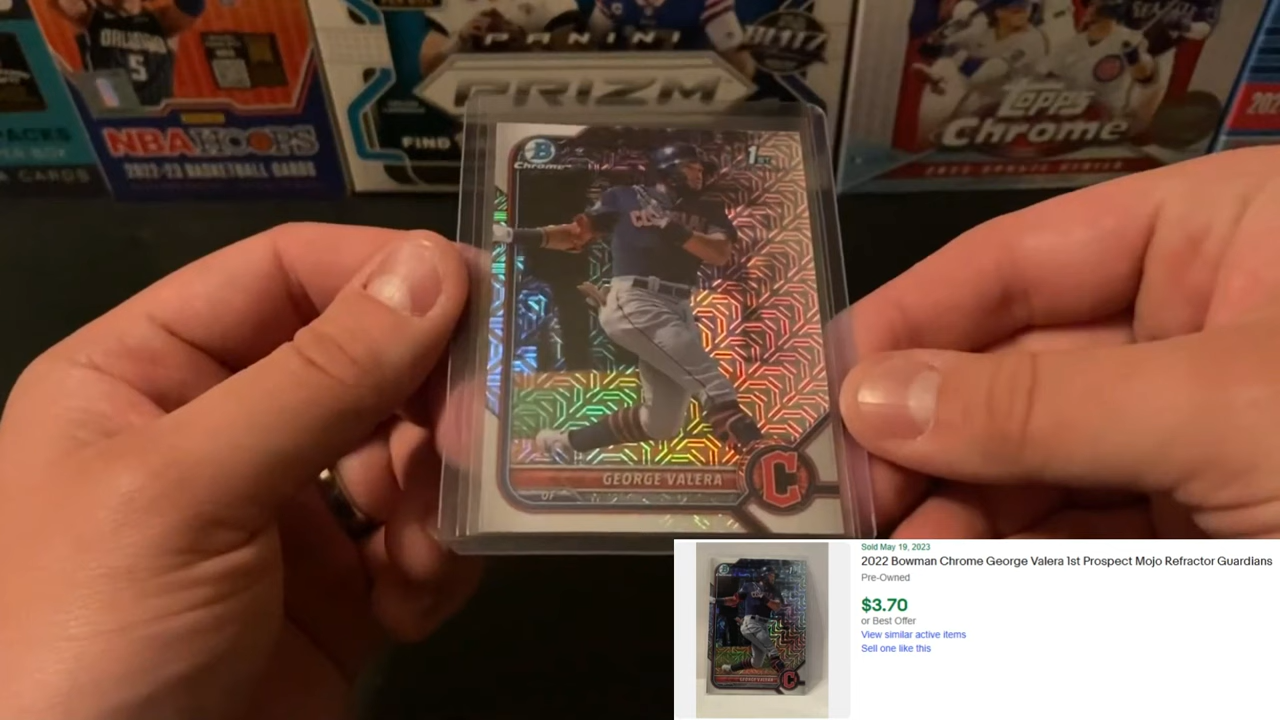 ORLANDO
5
PANINI
PRIZM
NBA HOOPS
2022-23 BASKETBALL CARDS
CARDS
FIND
Topps
Chrome
B
Chrome
1ST
GEORGE VALERA
OF
C
Sold May 19, 2023
2022 Bowman Chrome George Valera 1st Prospect Mojo Refractor Guardians
Pre-Owned
$3.70
or Best Offer
View similar active items
Sell one like this